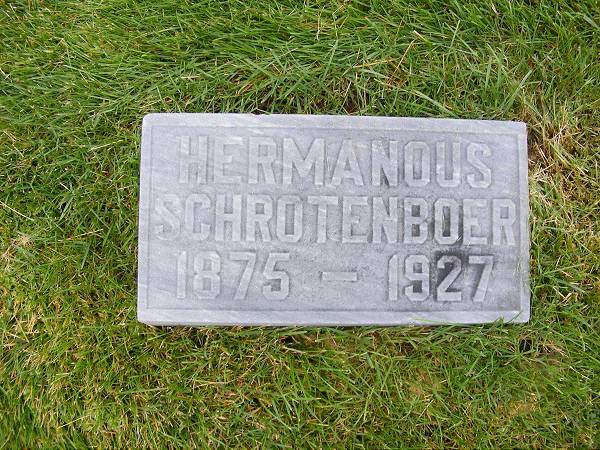 HERMANOUS
SCHROTENBOER
1875 – 1927